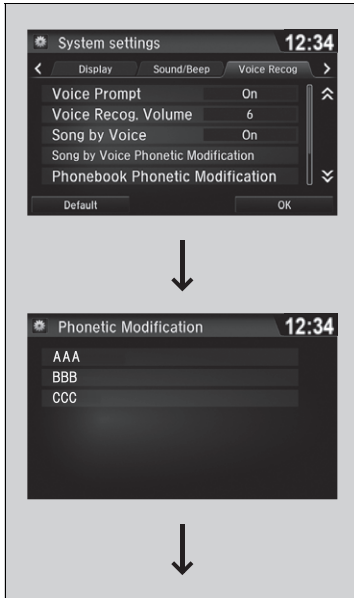 System settings 12:34
Display Sound/Beep Voice Recog
Voice Prompt On
Voice Recog. Volume 6
Song by Voice On
Song by Voice Phonetic Modification
Phonebook Phonetic Modification
Default OK
Phonetic Modification 12:34
AAA
BBB
CCC